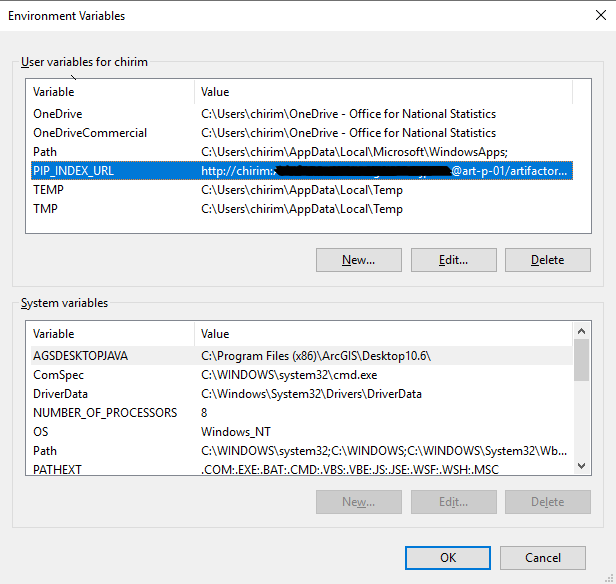 Environment Variables
User variables for chirim
Variable Value
OneDrive C:\Users\chirim\OneDrive - Office for National Statistics
OneDriveCommercial C:\Users\chirim\OneDrive - Office for National Statistics
Path C:\Users\chirim\AppData\Local\Microsoft\WindowsApps;
PIP_INDEX_URL http://chirim: @art-p-01/artifactor...
TEMP C:\Users\chirim\AppData\Local\Temp
TMP C:\Users\chirim\AppData\Local\Temp
New... Edit... Delete
System variables
Variable Value
AGSDESKTOPJAVA C:\Program Files (x86)\ArcGIS\Desktop10.6\
ComSpec C:\WINDOWS\system32\cmd.exe
DriverData C:\Windows\System32\Drivers\DriverData
NUMBER_OF_PROCESSORS 8
OS Windows_NT
Path C:\WINDOWS\system32;C:\WINDOWS;C:\WINDOWS\System32\Wb...
PATHEXT .COM;.EXE;.BAT;.CMD;.VBS;.VBE;.JS;.JSE;.WSF;.WSH;.MSC
New... Edit... Delete
OK Cancel